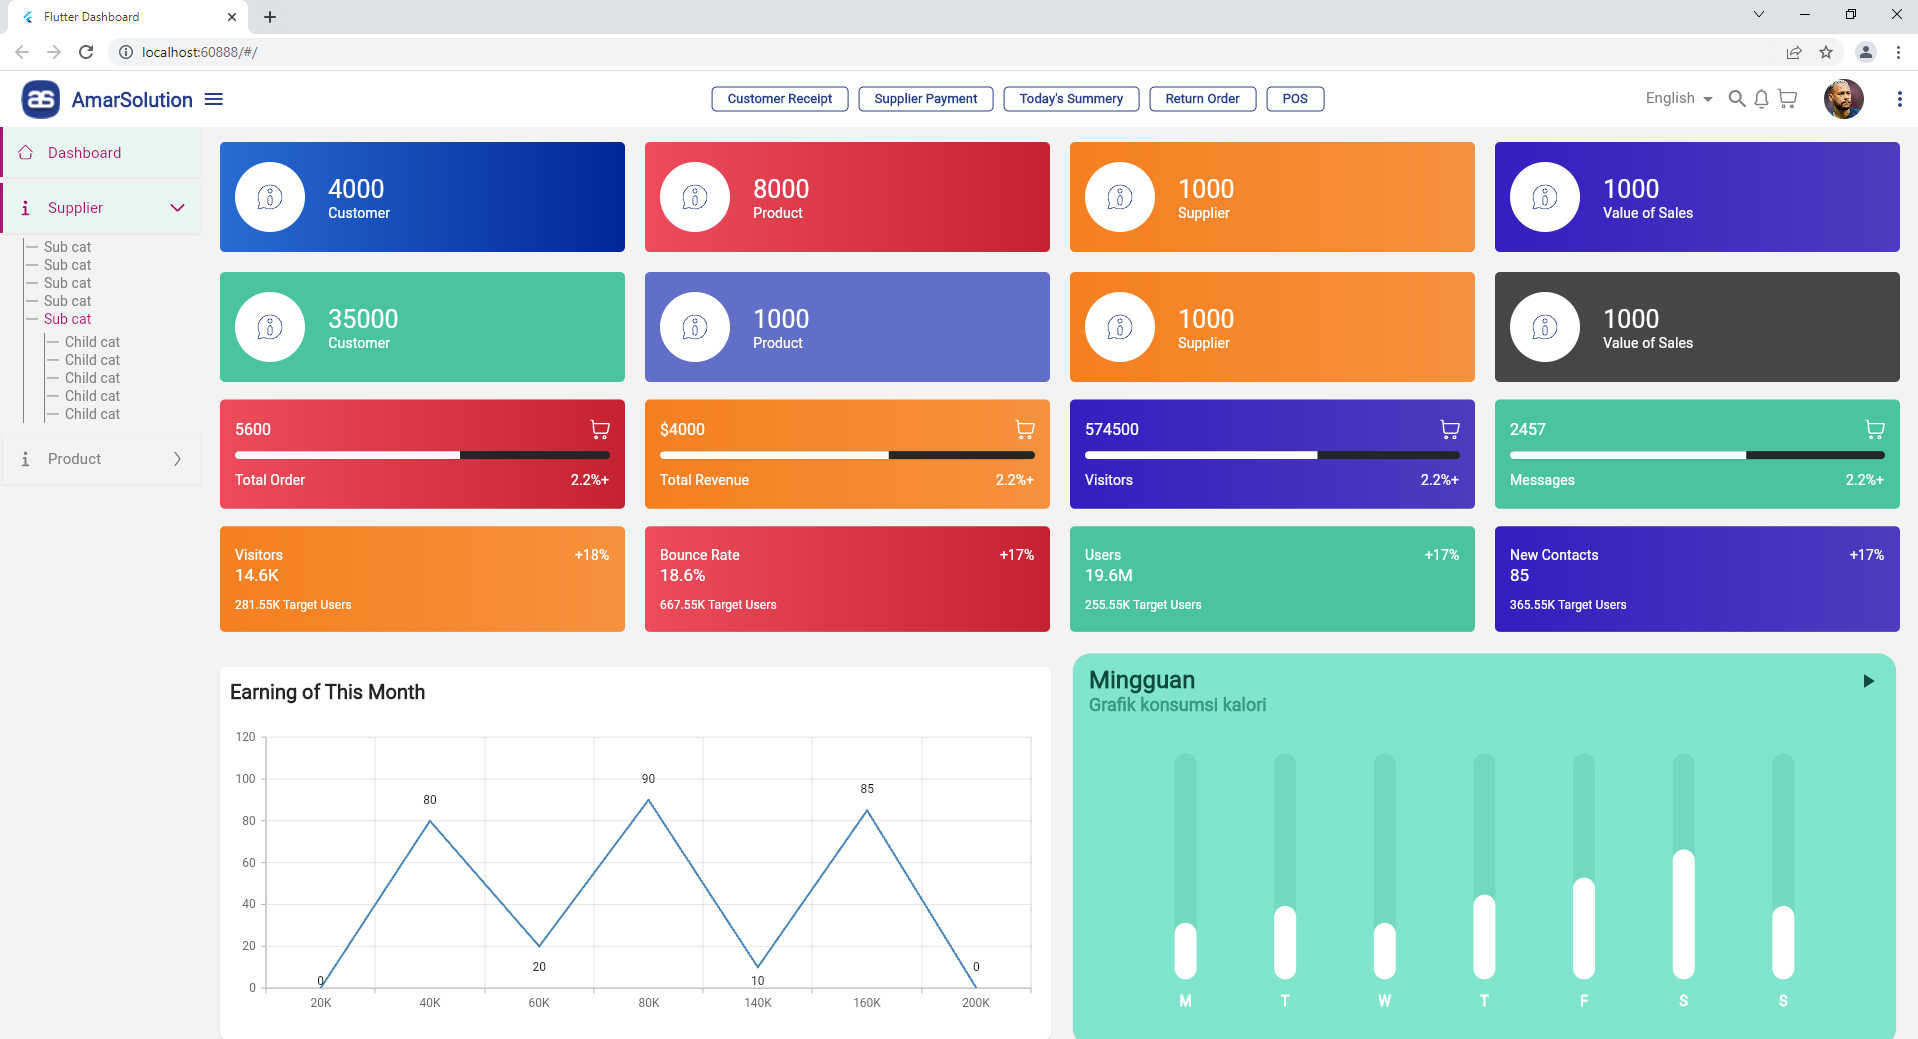 Flutter Dashboard
localhost:60888/#/
as AmarSolution
Customer Receipt
Supplier Payment
Today's Summery
Return Order
POS
English
Dashboard
Supplier
Sub cat
Sub cat
Sub cat
Sub cat
Sub cat
Child cat
Child cat
Child cat
Child cat
Child cat
Product
4000
Customer
8000
Product
1000
Supplier
1000
Value of Sales
35000
Customer
1000
Product
1000
Supplier
1000
Value of Sales
5600
Total Order 2.2%+
$4000
Total Revenue 2.2%+
574500
Visitors 2.2%+
2457
Messages 2.2%+
Visitors +18%
14.6K
281.55K Target Users
Bounce Rate +17%
18.6%
667.55K Target Users
Users +17%
19.6M
255.55K Target Users
New Contacts +17%
85
365.55K Target Users
Earning of This Month
120
100
80
60
40
20
0
0
80
20
90
10
85
0
20K 40K 60K 80K 140K 160K 200K
Mingguan
Grafik konsumsi kalori
M T W T F S S